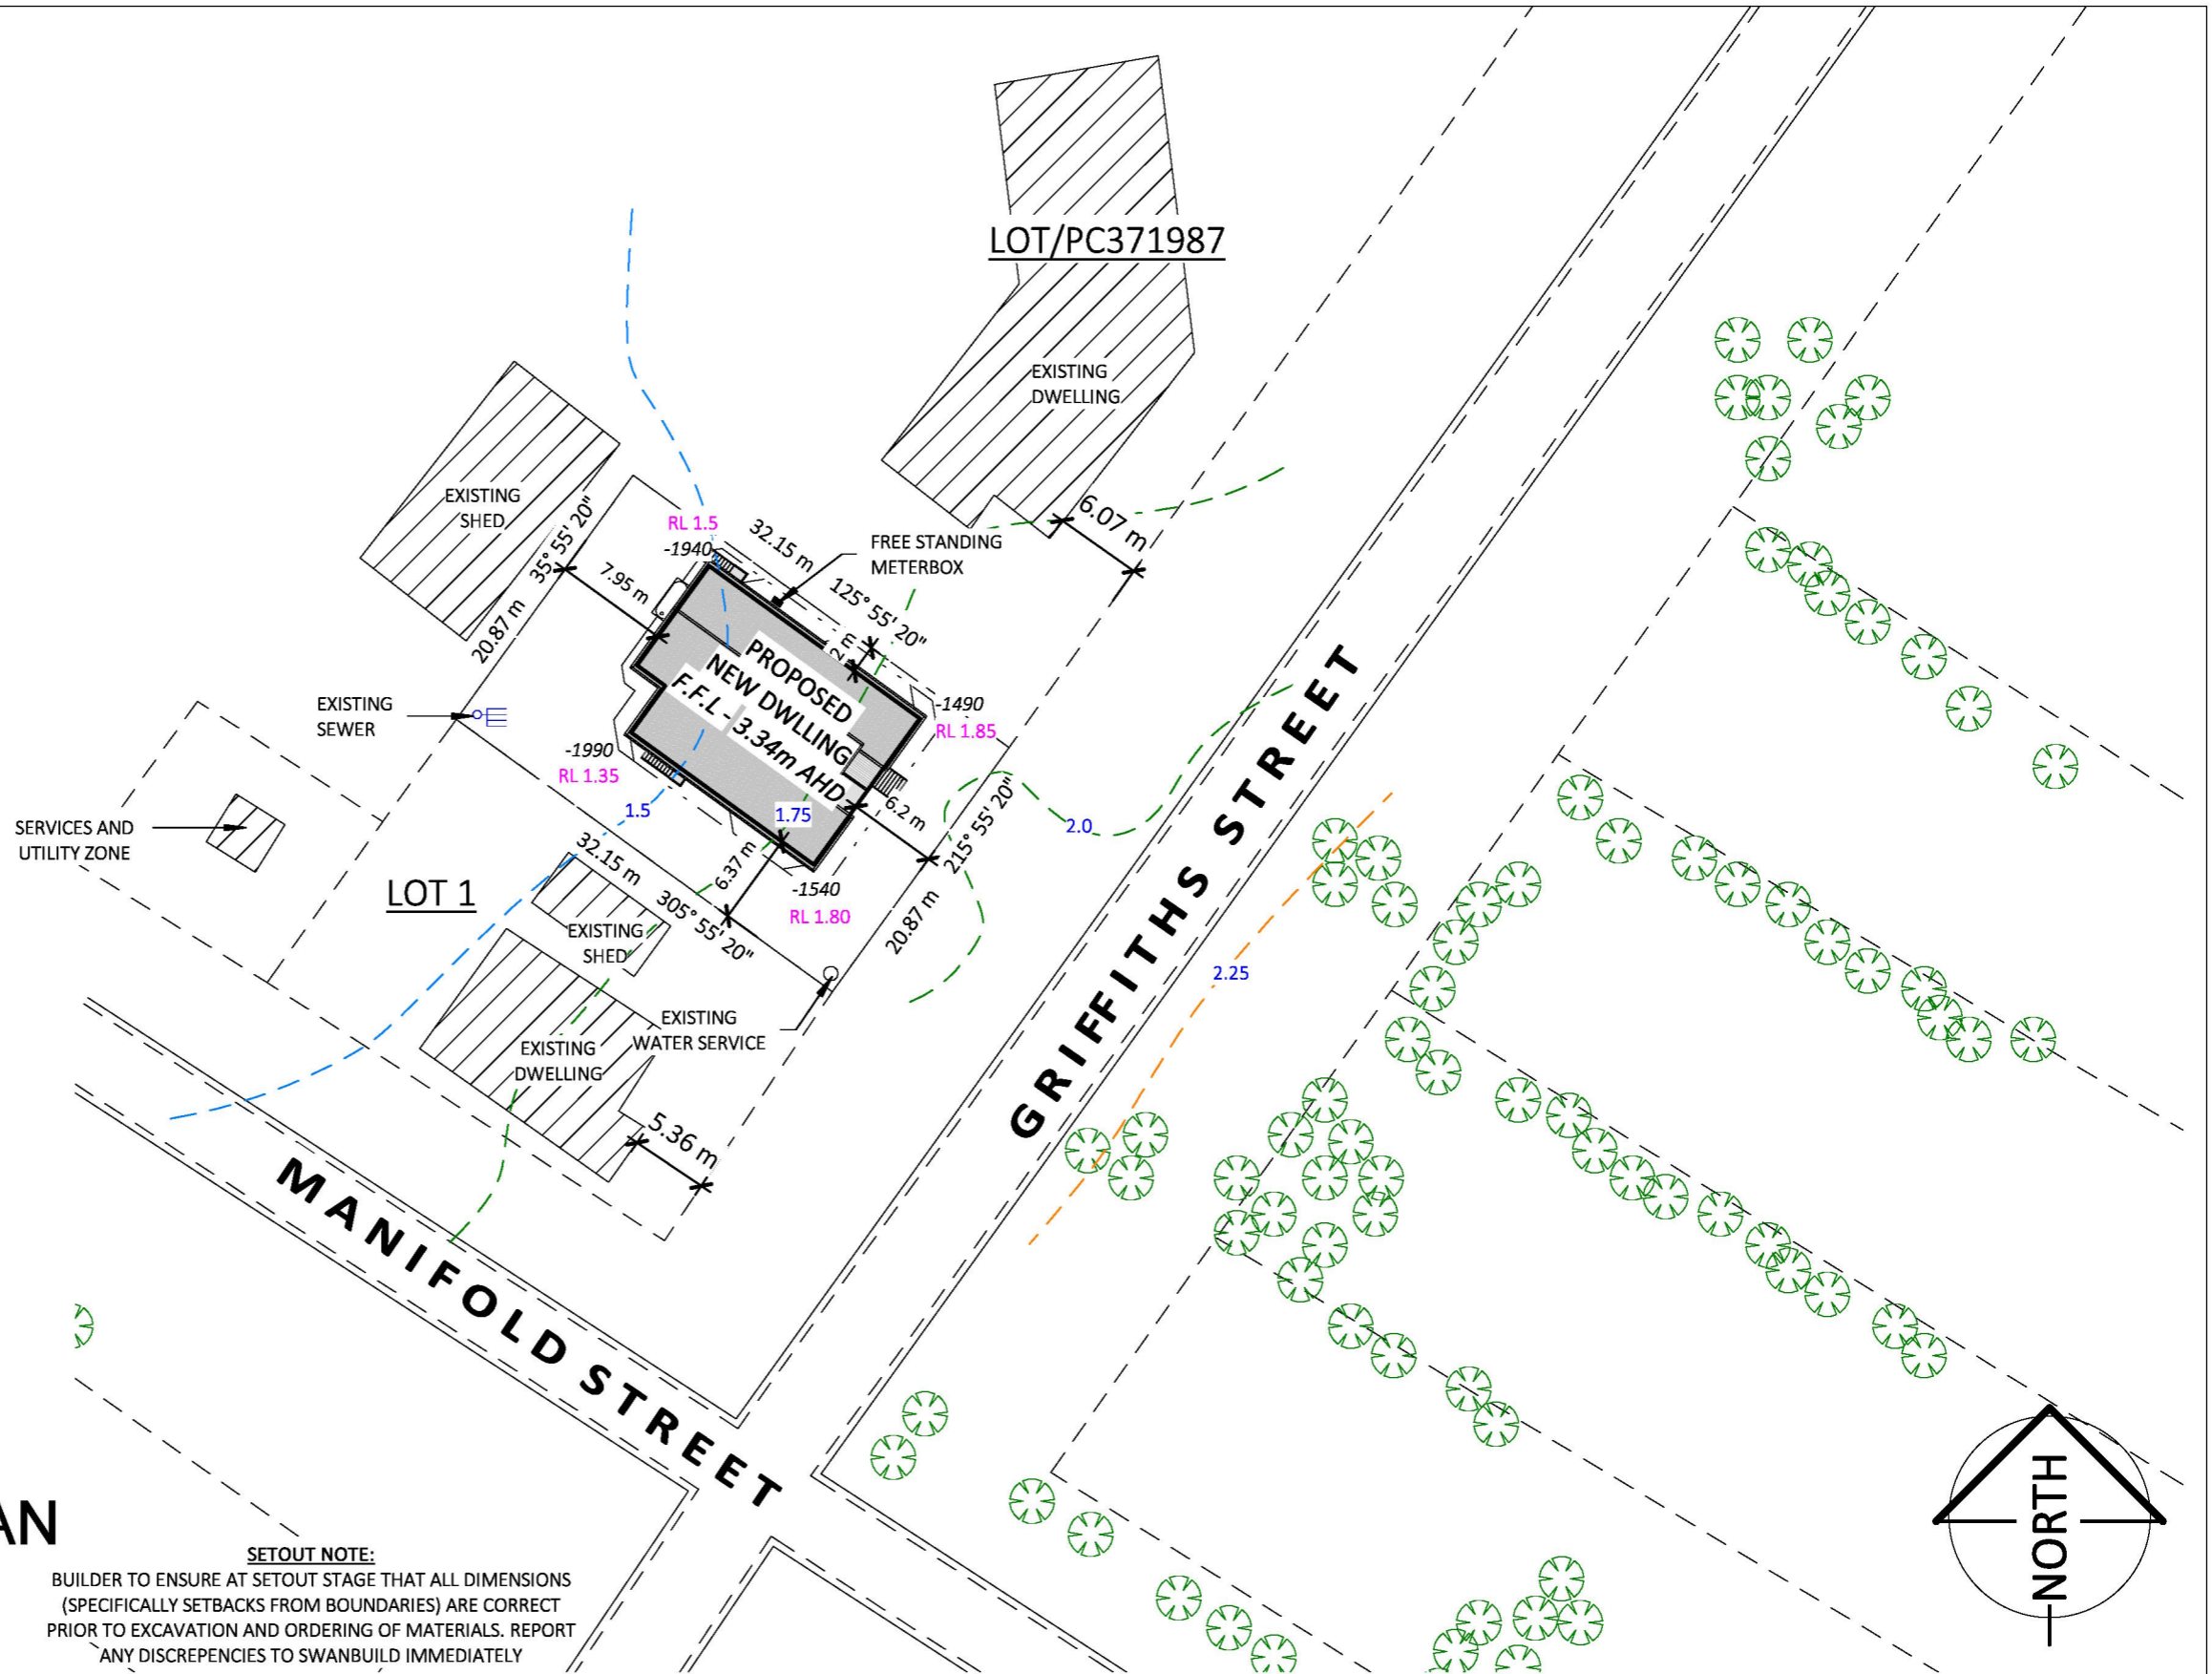 LOT/PC371987
EXISTING
DWELLING
6.07 m
EXISTING
SHED
35° 55' 20"
20.87 m
7.95 m
RL 1.5
-1940
32.15 m
125° 55' 20"
FREE STANDING
METERBOX
PROPOSED
NEW DWLLING
F.F.L - 3.34m AHD
-1490
RL 1.85
EXISTING
SEWER
-1990
RL 1.35
1.5
1.75
6.2 m
215° 55' 20"
20.87 m
2.0
SERVICES AND
UTILITY ZONE
LOT 1
32.15 m
305° 55' 20"
6.37 m
-1540
RL 1.80
EXISTING
SHED
EXISTING
WATER SERVICE
EXISTING
DWELLING
5.36 m
2.25
GRIFFITHS STREET
MANIFOLD STREET
AN
SETOUT NOTE:
BUILDER TO ENSURE AT SETOUT STAGE THAT ALL DIMENSIONS
(SPECIFICALLY SETBACKS FROM BOUNDARIES) ARE CORRECT
PRIOR TO EXCAVATION AND ORDERING OF MATERIALS. REPORT
ANY DISCREPENCIES TO SWANBUILD IMMEDIATELY
NORTH